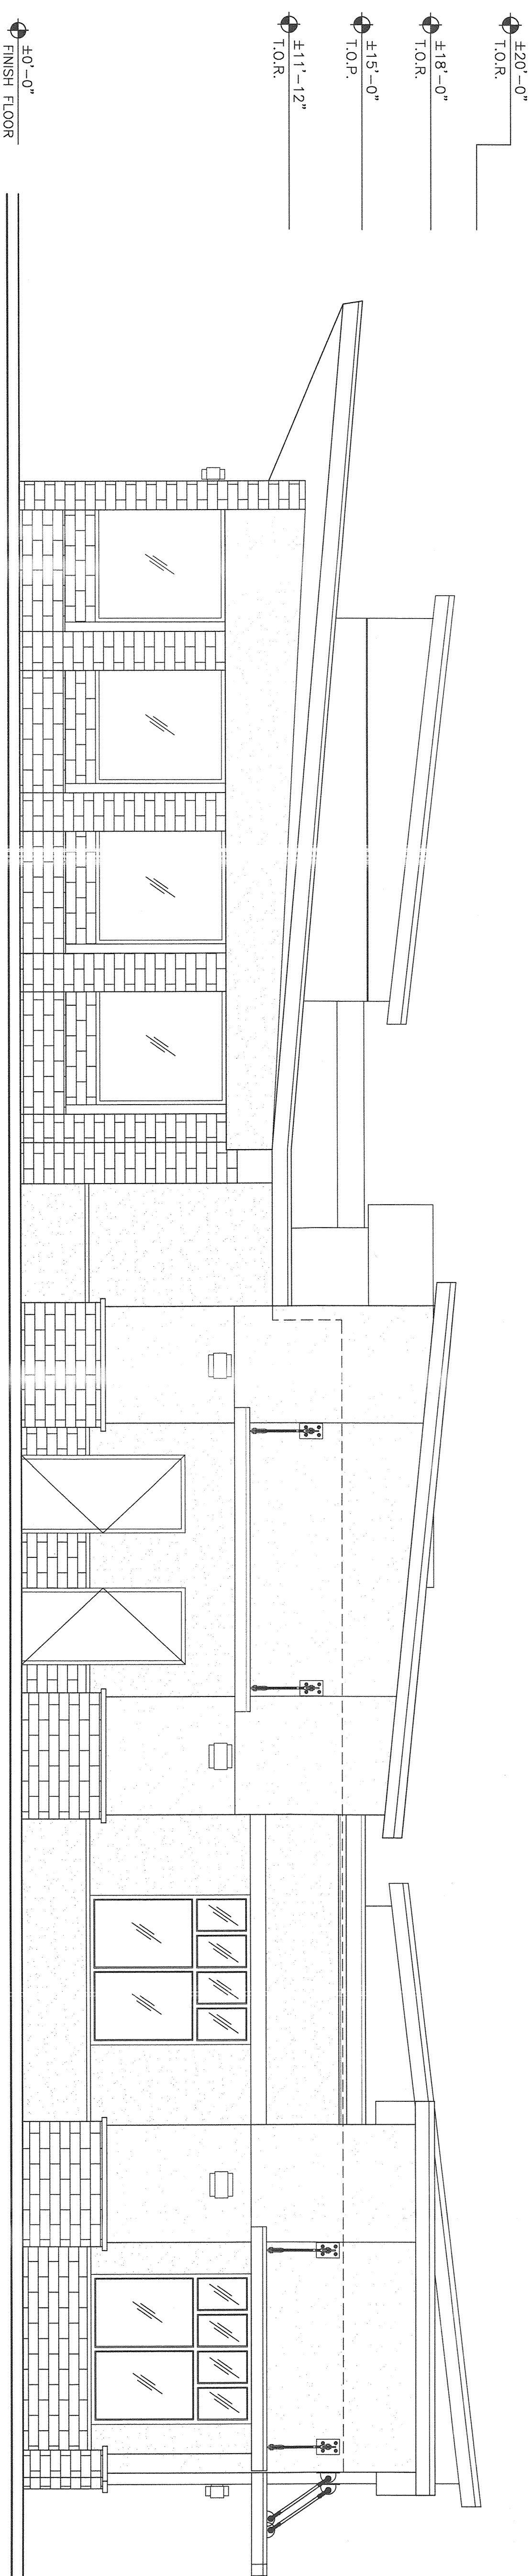 ±20'-0"
T.O.R.
±18'-0"
T.O.R.
±15'-0"
T.O.P.
±11'-12"
T.O.R.
±0'-0"
FINISH FLOOR